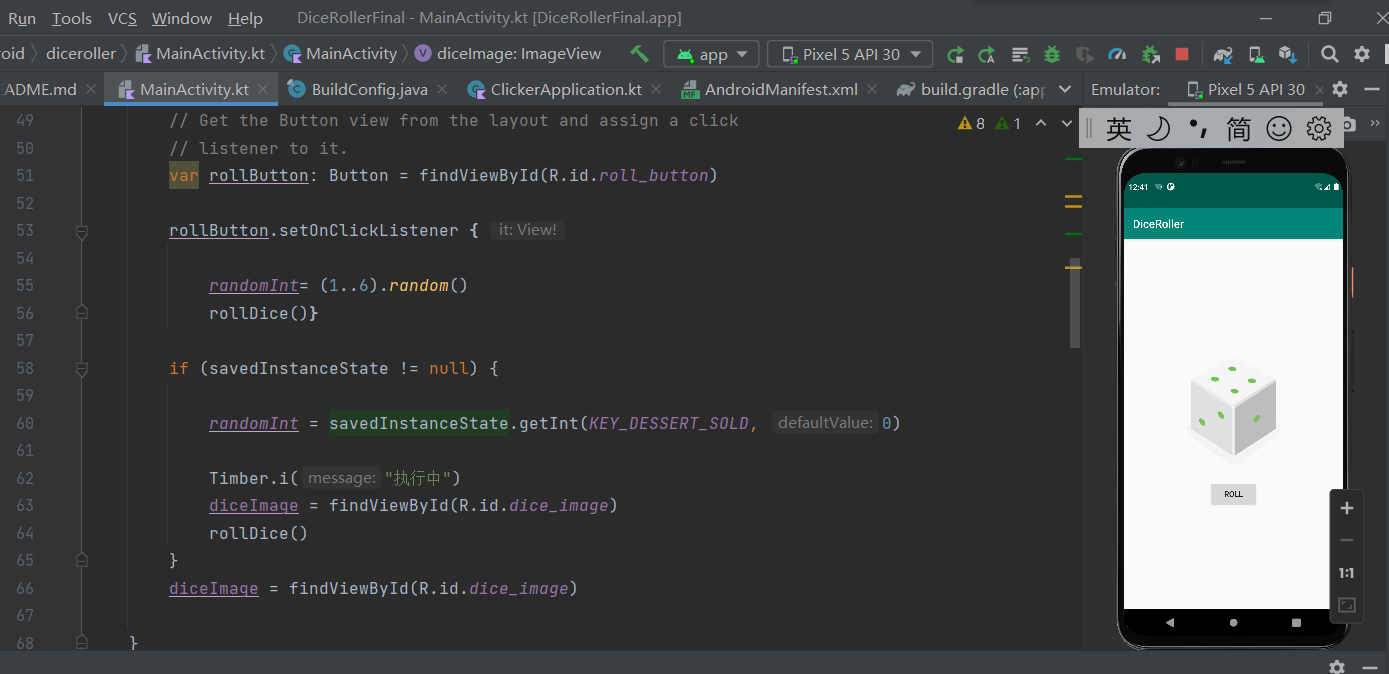 Run Tools VCS Window Help DiceRollerFinal - MainActivity.kt [DiceRollerFinal.app]
oid diceroller MainActivity.kt MainActivity diceImage: ImageView app Pixel 5 API 30
ADME.md MainActivity.kt BuildConfig.java ClickerApplication.kt AndroidManifest.xml build.gradle (:app Emulator: Pixel 5 API 30
英 简
8 1
49 // Get the Button view from the layout and assign a click
50 // listener to it.
51 var rollButton: Button = findViewById(R.id.roll_button)
52
53 rollButton.setOnClickListener { it: View!
54
55 randomInt= (1..6).random()
56 rollDice()}
57
58 if (savedInstanceState != null) {
59
60 randomInt = savedInstanceState.getInt(KEY_DESSERT_SOLD, defaultValue: 0)
61
62 Timber.i( message: "执行中")
63 diceImage = findViewById(R.id.dice_image)
64 rollDice()
65 }
66 diceImage = findViewById(R.id.dice_image)
67
68 }
12:41
DiceRoller
ROLL
1:1